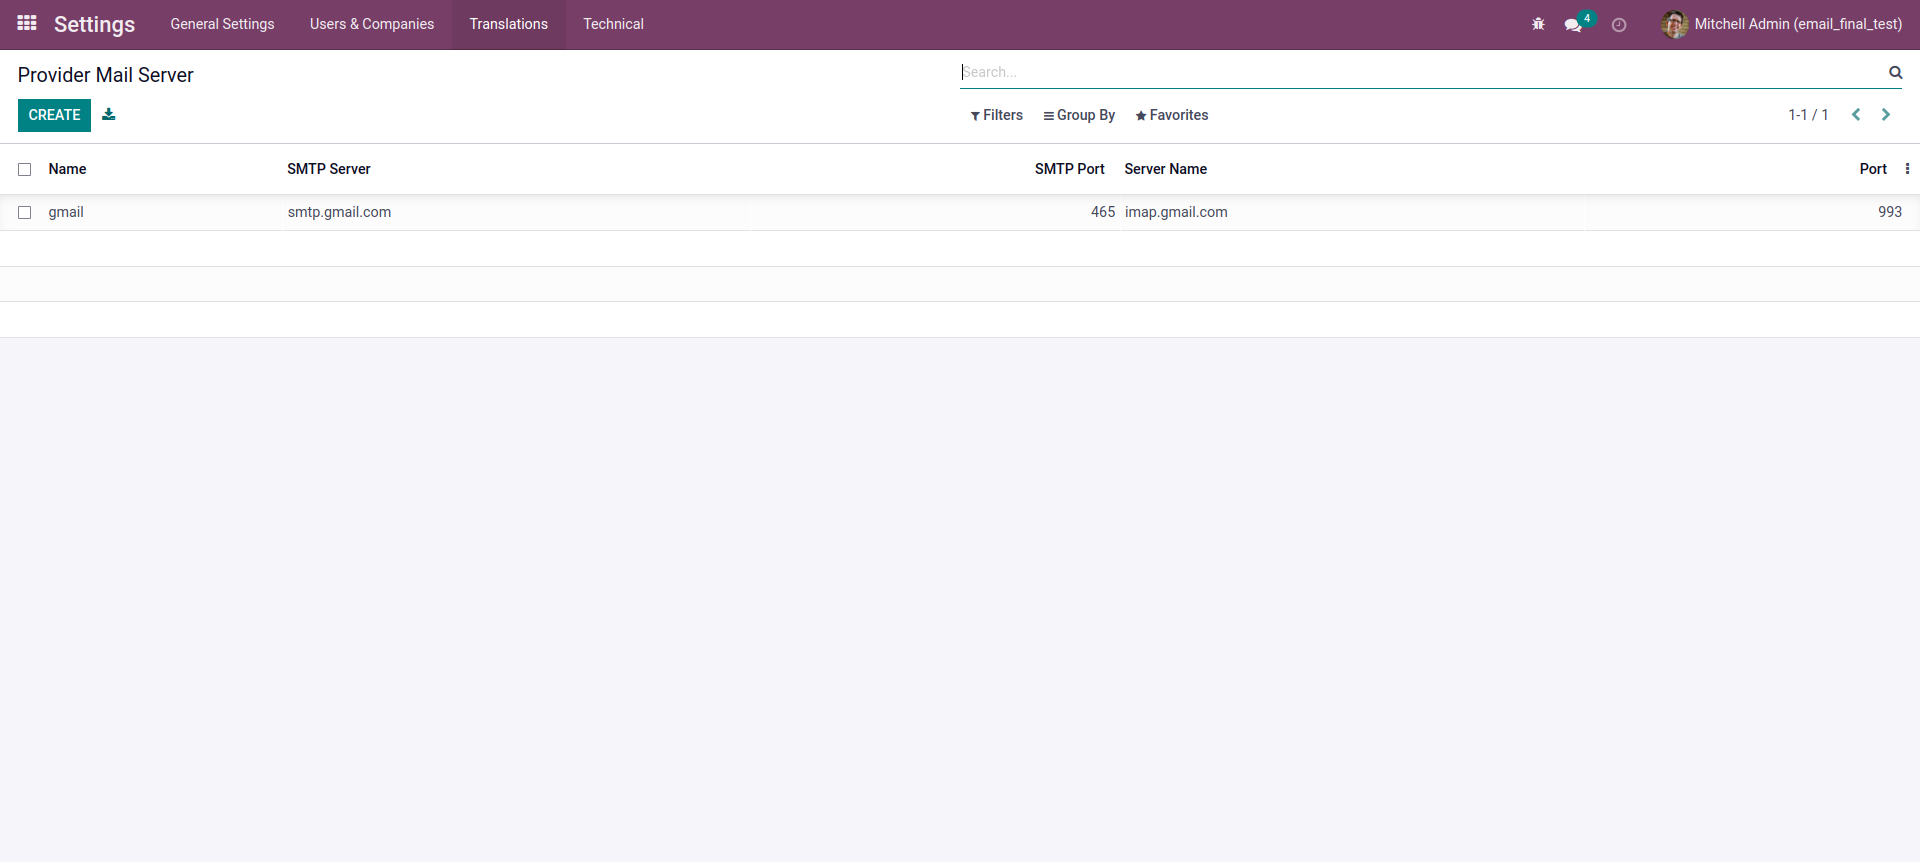 Settings General Settings Users & Companies Translations Technical 4 Mitchell Admin (email_final_test)
Provider Mail Server Search...
CREATE Filters Group By Favorites 1-1 / 1
Name SMTP Server SMTP Port Server Name Port
gmail smtp.gmail.com 465 imap.gmail.com 993